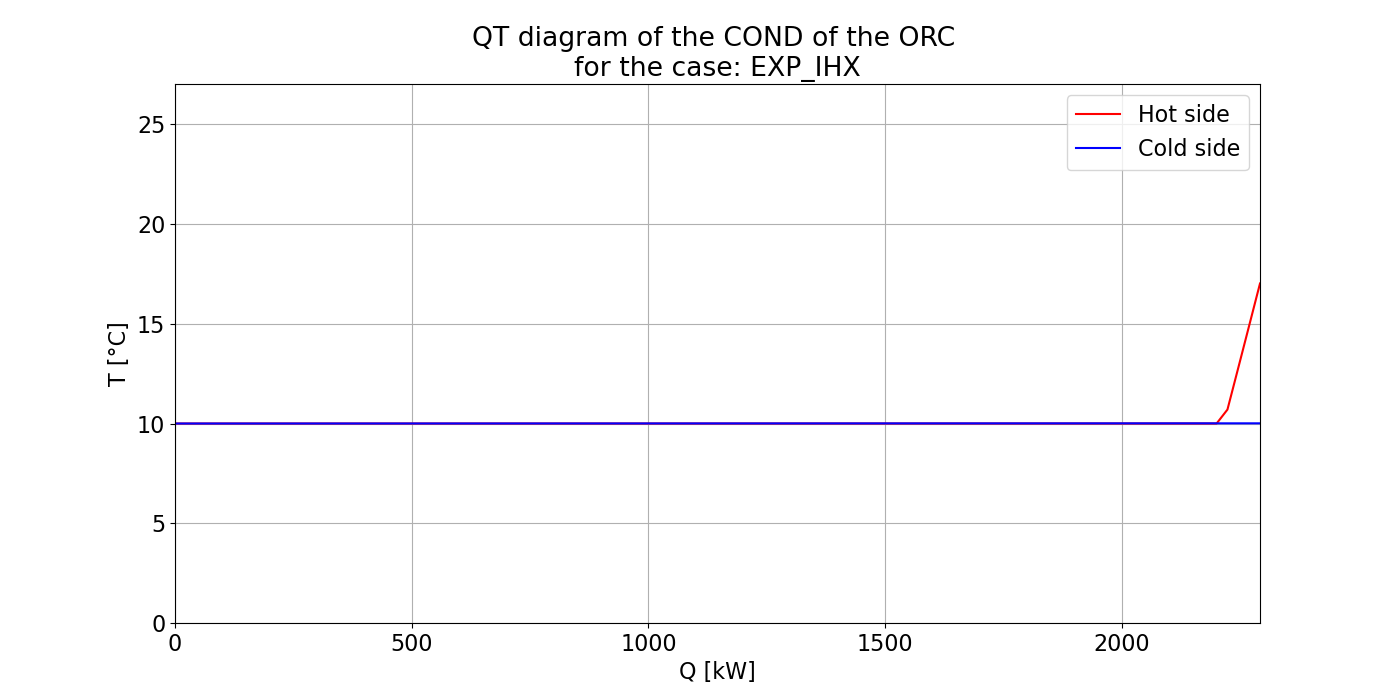 QT diagram of the COND of the ORC
for the case: EXP_IHX
Hot side
Cold side
25
20
15
10
5
0
T [°C]
0
500
1000
1500
2000
Q [kW]